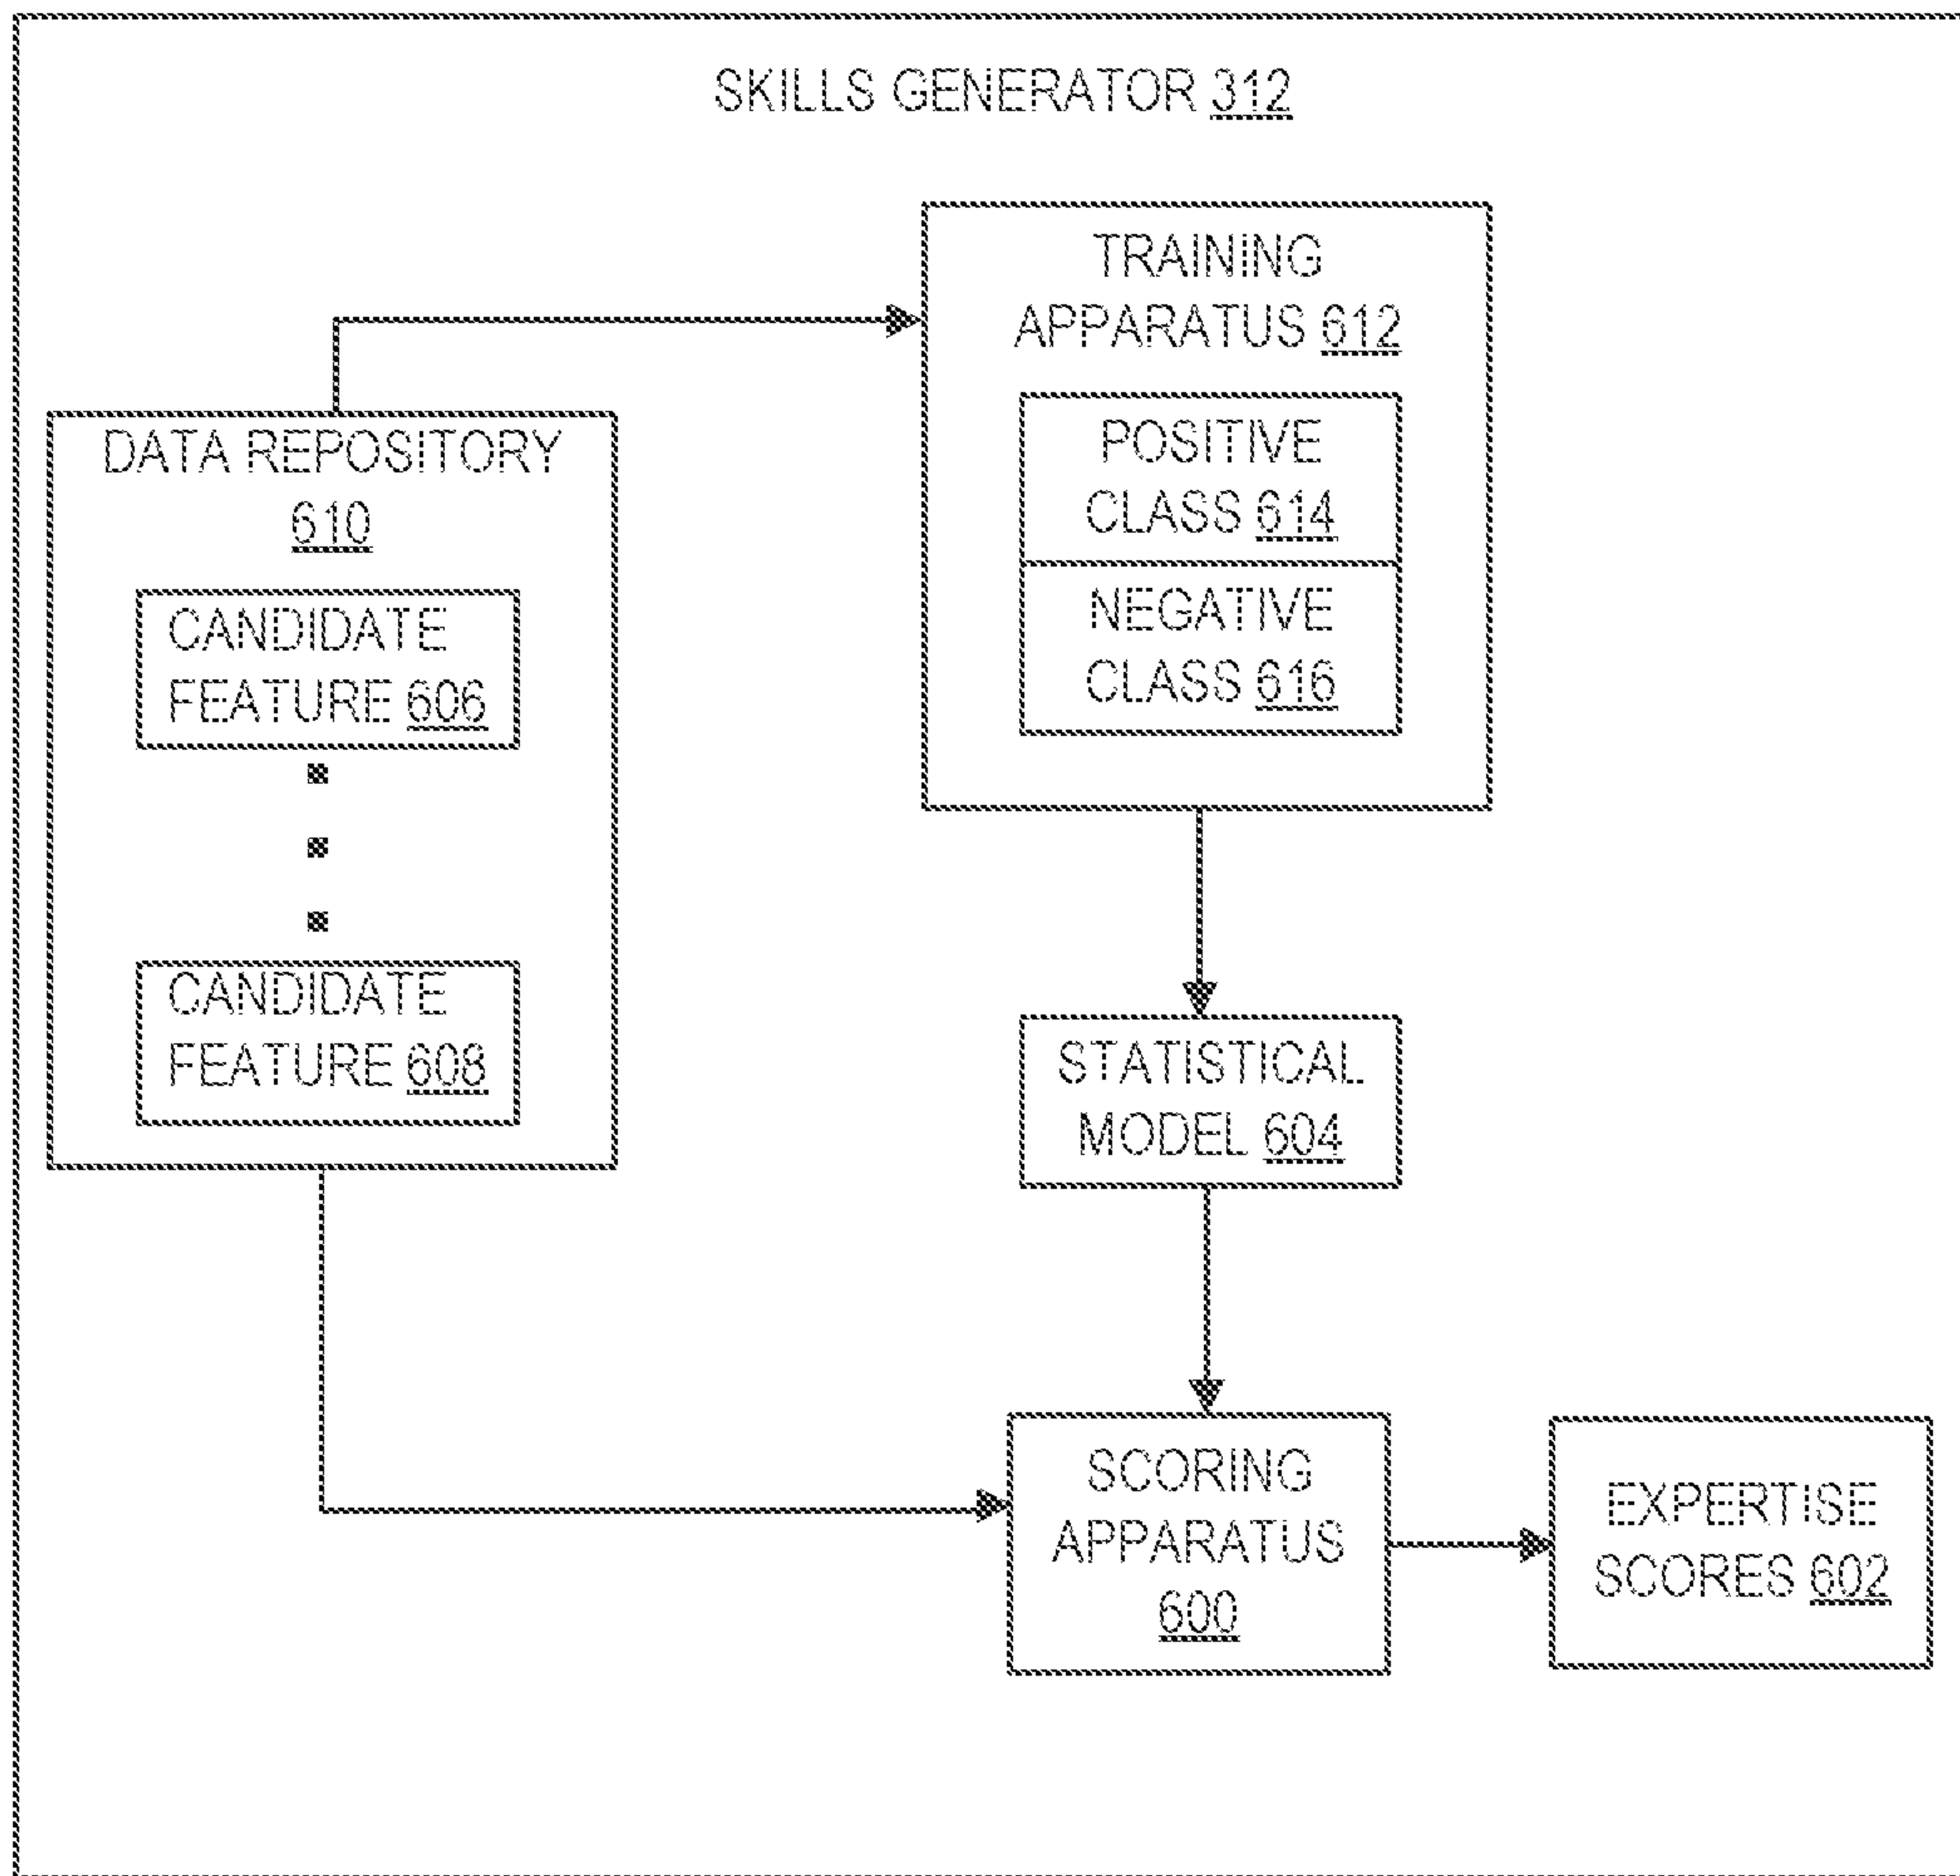 SKILLS GENERATOR 312
TRAINING
APPARATUS 612
POSITIVE
CLASS 614
NEGATIVE
CLASS 616
DATA REPOSITORY
610
CANDIDATE
FEATURE 606
CANDIDATE
FEATURE 608
STATISTICAL
MODEL 604
SCORING
APPARATUS
600
EXPERTISE
SCORES 602